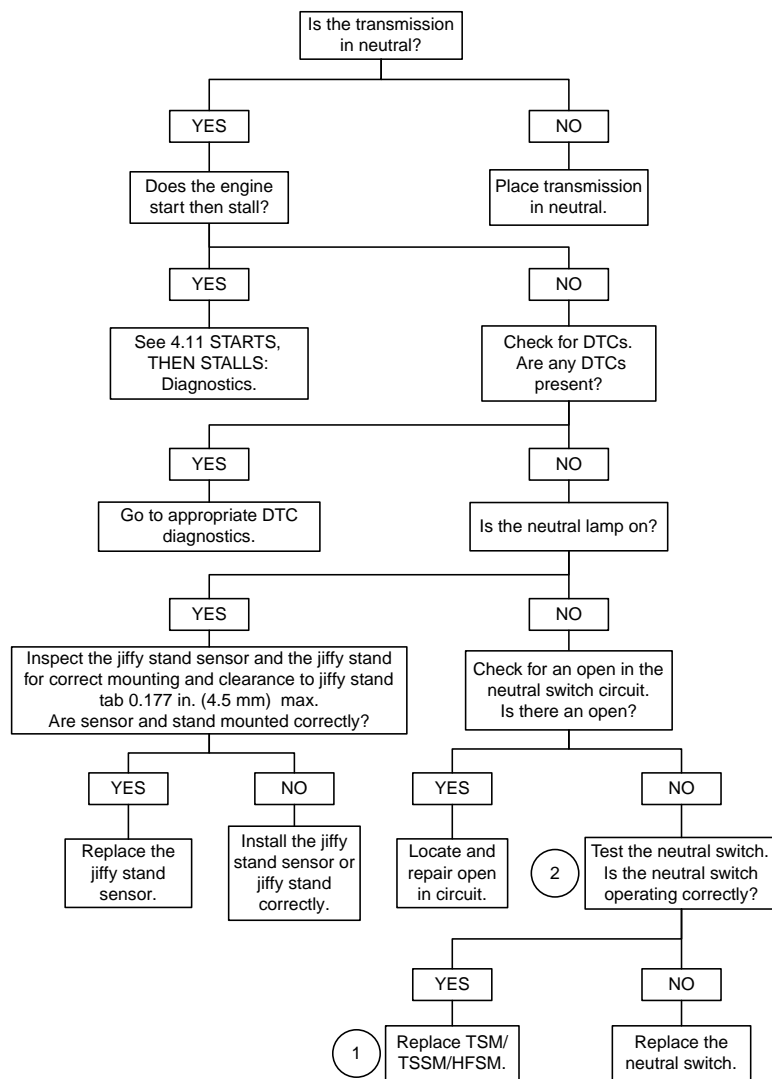 Is the transmission
in neutral?
YES
NO
Does the engine
start then stall?
Place transmission
in neutral.
YES
NO
See 4.11 STARTS,
THEN STALLS:
Diagnostics.
Check for DTCs.
Are any DTCs
present?
YES
NO
Go to appropriate DTC
diagnostics.
Is the neutral lamp on?
YES
NO
Inspect the jiffy stand sensor and the jiffy stand
for correct mounting and clearance to jiffy stand
tab 0.177 in. (4.5 mm) max.
Are sensor and stand mounted correctly?
Check for an open in the
neutral switch circuit.
Is there an open?
YES
NO
YES
NO
Replace the
jiffy stand
sensor.
Install the jiffy
stand sensor or
jiffy stand
correctly.
Locate and
repair open
in circuit.
2
Test the neutral switch.
Is the neutral switch
operating correctly?
YES
NO
1
Replace TSM/
TSSM/HFSM.
Replace the
neutral switch.